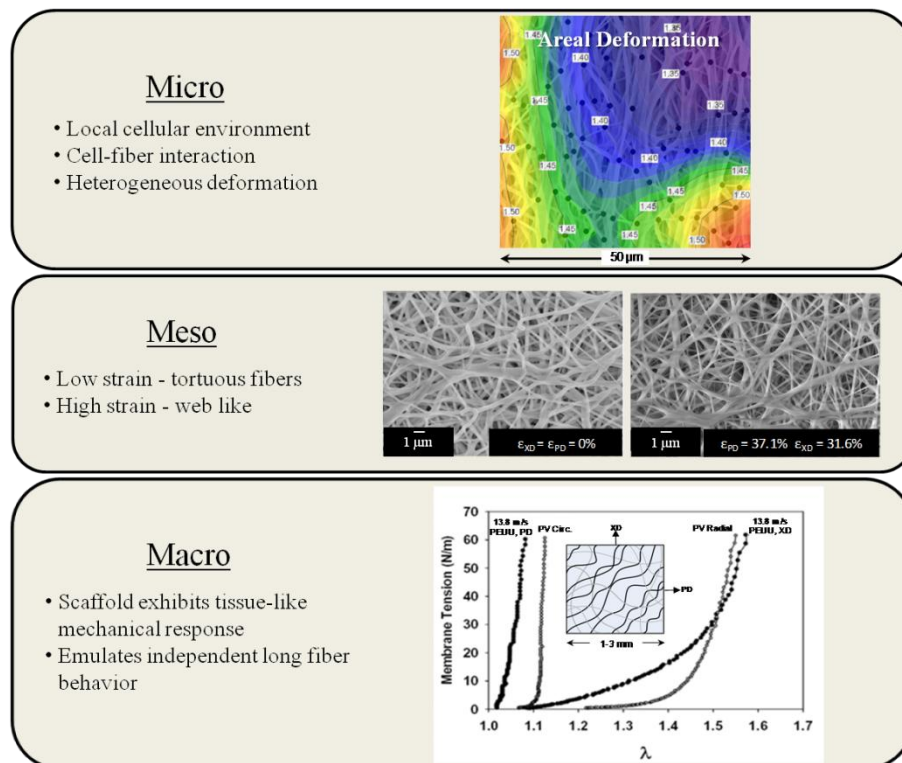 Micro
• Local cellular environment
• Cell-fiber interaction
• Heterogeneous deformation
Areal Deformation
1.50
1.45
1.40
1.35
1.35
1.45
1.40
1.35
1.40
1.50
1.40
1.45
1.45
1.45
1.50
1.50
1.45
1.45
1.50
50 µm
Meso
• Low strain - tortuous fibers
• High strain - web like
1 µm
εXD = εPD = 0%
1 µm
εPD = 37.1% εXD = 31.6%
Macro
• Scaffold exhibits tissue-like
mechanical response
• Emulates independent long fiber
behavior
Membrane Tension (N/m)
70
60
50
40
30
20
10
0
13.8 m/s
PEUU, PD
PV Circ.
XD
PV Radial
13.8 m/s
PEUU, XD
PD
1-3 mm
1.0 1.1 1.2 1.3 1.4 1.5 1.6 1.7
λ